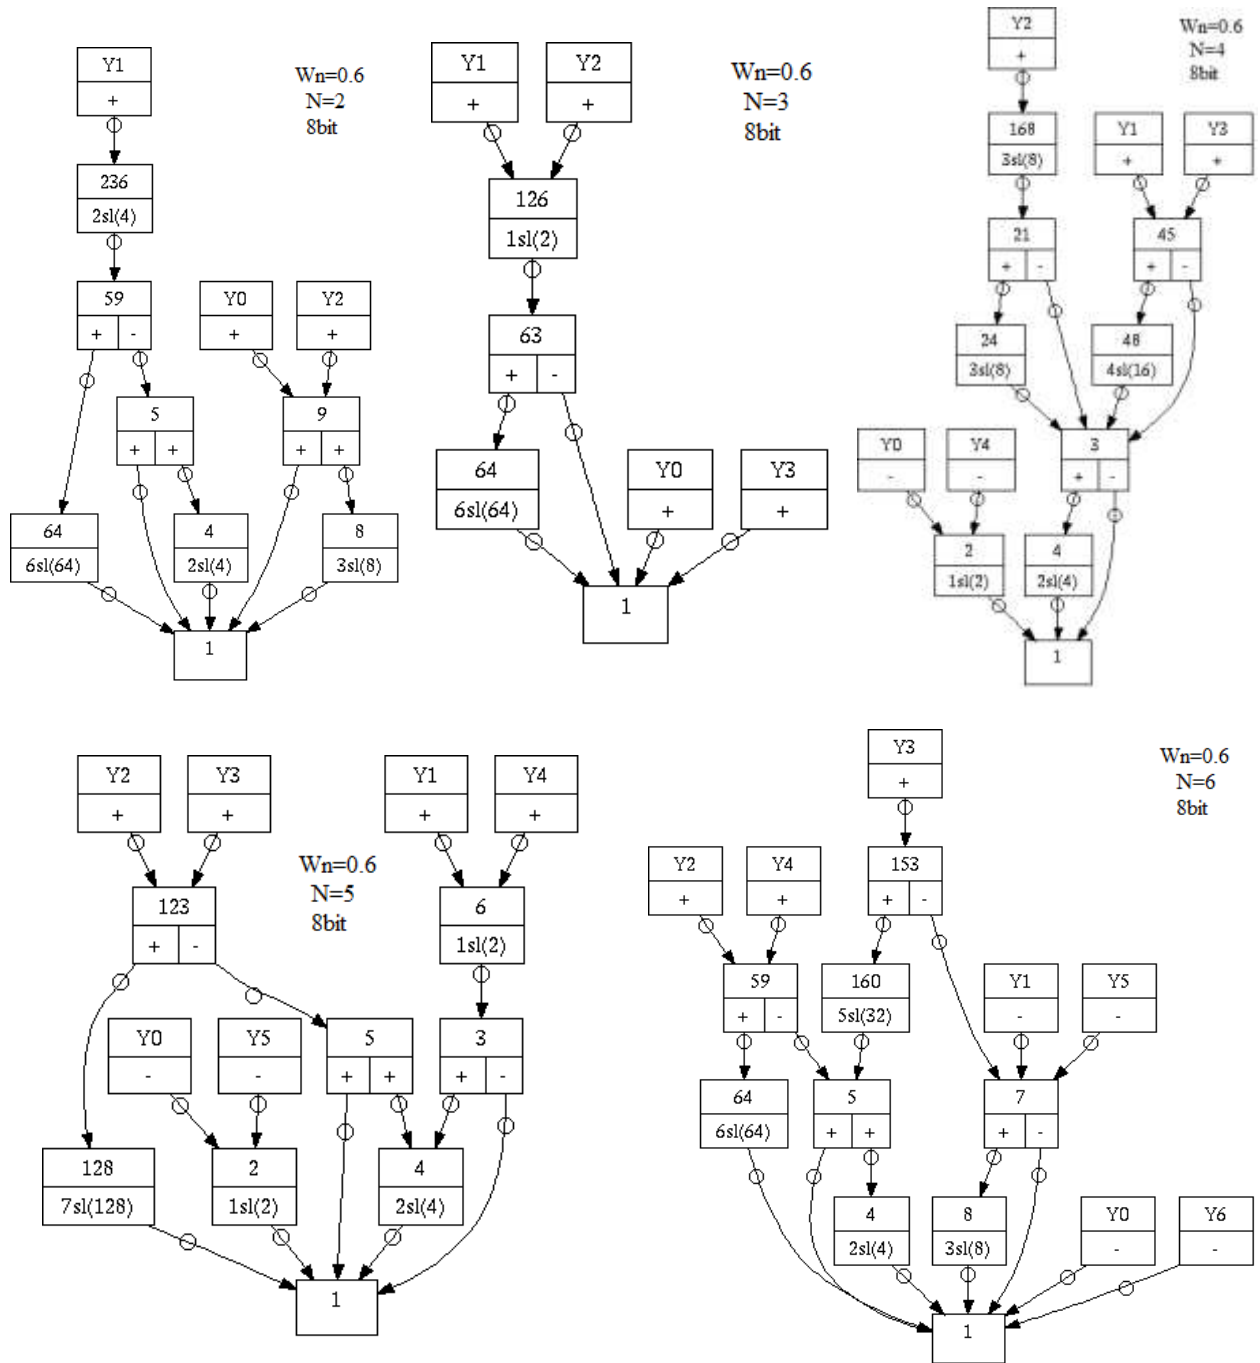 Y1
+
Wn=0.6
N=2
8bit
236
2sl(4)
59
+ -
Y0
+
Y2
+
5
+ +
9
+ +
64
6sl(64)
4
2sl(4)
8
3sl(8)
1
Y1
+
Y2
+
Wn=0.6
N=3
8bit
126
1sl(2)
63
+ -
64
6sl(64)
Y0
+
Y3
+
1
Y2
+
Wn=0.6
N=4
8bit
168
3sl(8)
Y1
+
Y3
+
21
+ -
45
+ -
24
3sl(8)
48
4sl(16)
Y0
-
Y4
-
3
+ -
2
1sl(2)
4
2sl(4)
1
Y2
+
Y3
+
Y1
+
Y4
+
Wn=0.6
N=5
8bit
123
+ -
6
1sl(2)
Y0
-
Y5
-
5
+ +
3
+ -
128
7sl(128)
2
1sl(2)
4
2sl(4)
1
Y3
+
Wn=0.6
N=6
8bit
Y2
+
Y4
+
153
+ -
59
+ -
160
5sl(32)
Y1
-
Y5
-
64
6sl(64)
5
+ +
7
+ -
4
2sl(4)
8
3sl(8)
Y0
-
Y6
-
1